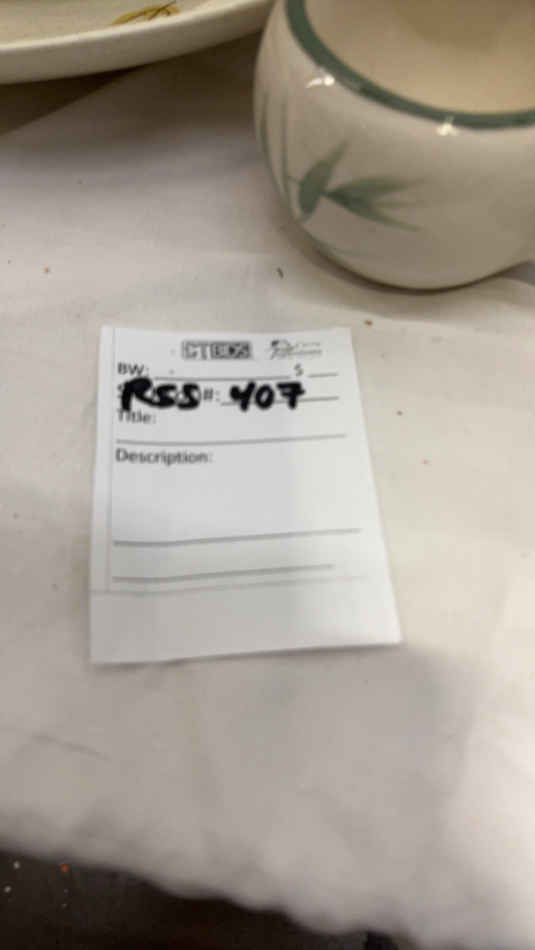 CTBIDS
BW: $
RSS#: 407
Title:
Description: